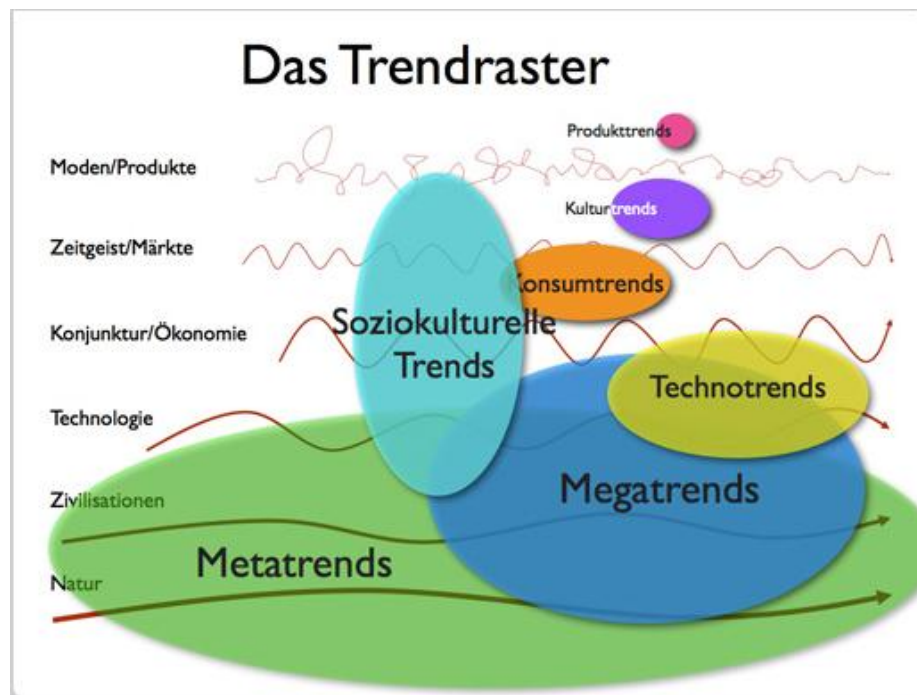 Das Trendraster
Produkttrends
Moden/Produkte
Kulturtrends
Zeitgeist/Märkte
Konsumtrends
Soziokulturelle
Trends
Konjunktur/Ökonomie
Technotrends
Technologie
Megatrends
Zivilisationen
Metatrends
Natur